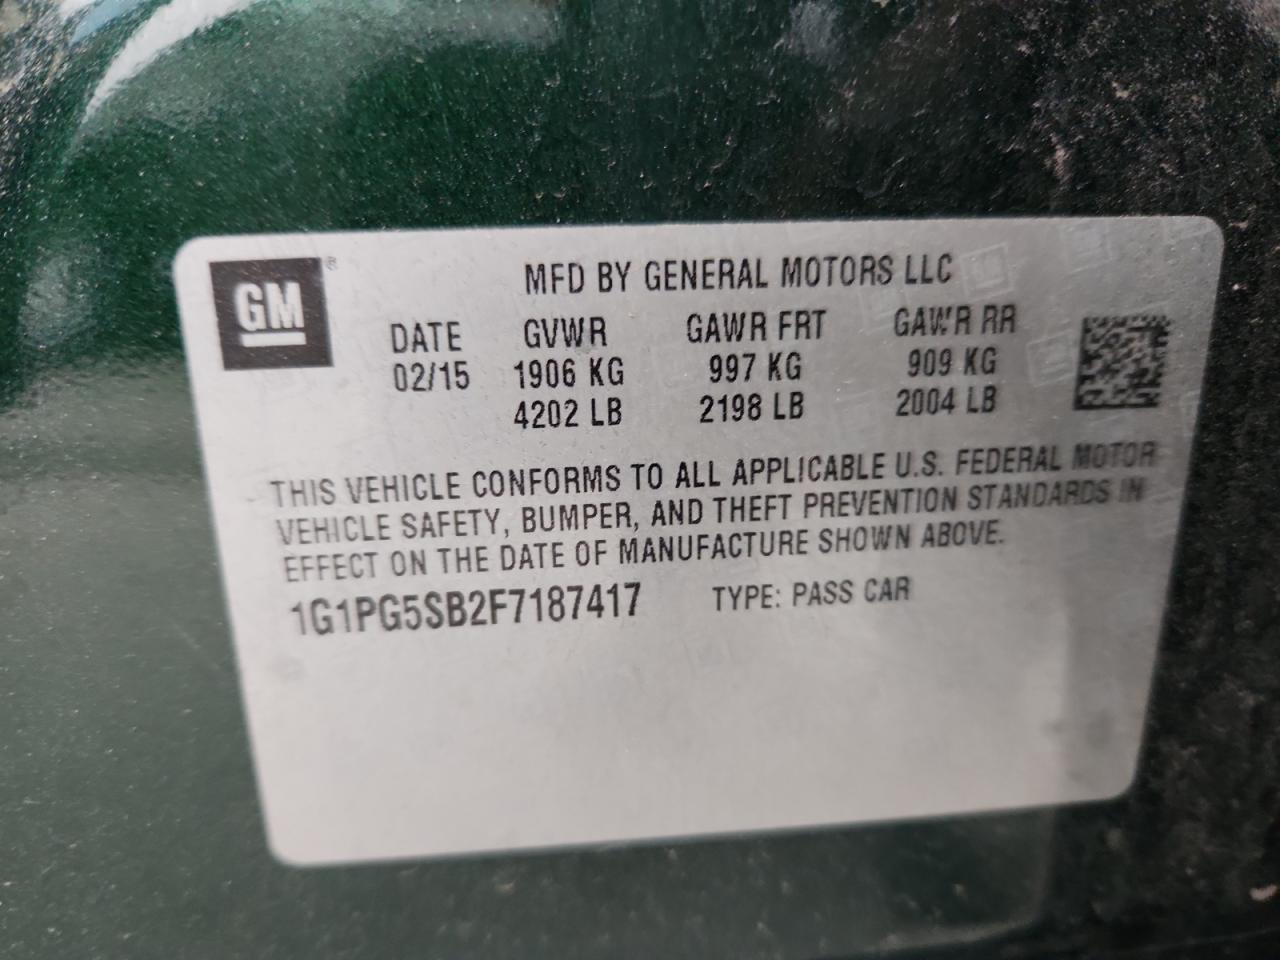 GM
®
MFD BY GENERAL MOTORS LLC
DATE GVWR GAWR FRT GAWR RR
02/15 1906 KG 997 KG 909 KG
4202 LB 2198 LB 2004 LB
THIS VEHICLE CONFORMS TO ALL APPLICABLE U.S. FEDERAL MOTOR
VEHICLE SAFETY, BUMPER, AND THEFT PREVENTION STANDARDS IN
EFFECT ON THE DATE OF MANUFACTURE SHOWN ABOVE.
1G1PG5SB2F7187417 TYPE: PASS CAR